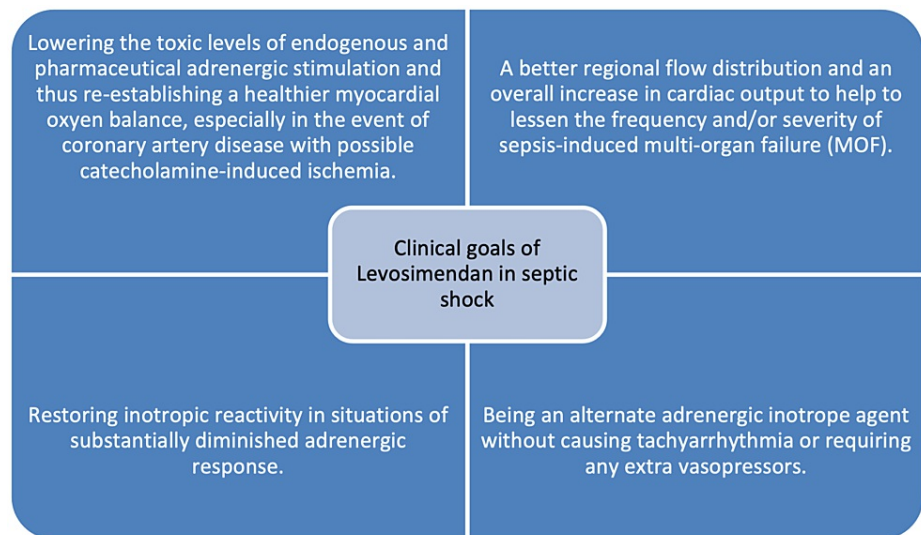 Lowering the toxic levels of endogenous and
pharmaceutical adrenergic stimulation and
thus re-establishing a healthier myocardial
oxyen balance, especially in the event of
coronary artery disease with possible
catecholamine-induced ischemia.
A better regional flow distribution and an
overall increase in cardiac output to help to
lessen the frequency and/or severity of
sepsis-induced multi-organ failure (MOF).
Clinical goals of
Levosimendan in septic
shock
Restoring inotropic reactivity in situations of
substantially diminished adrenergic
response.
Being an alternate adrenergic inotrope agent
without causing tachyarrhythmia or requiring
any extra vasopressors.